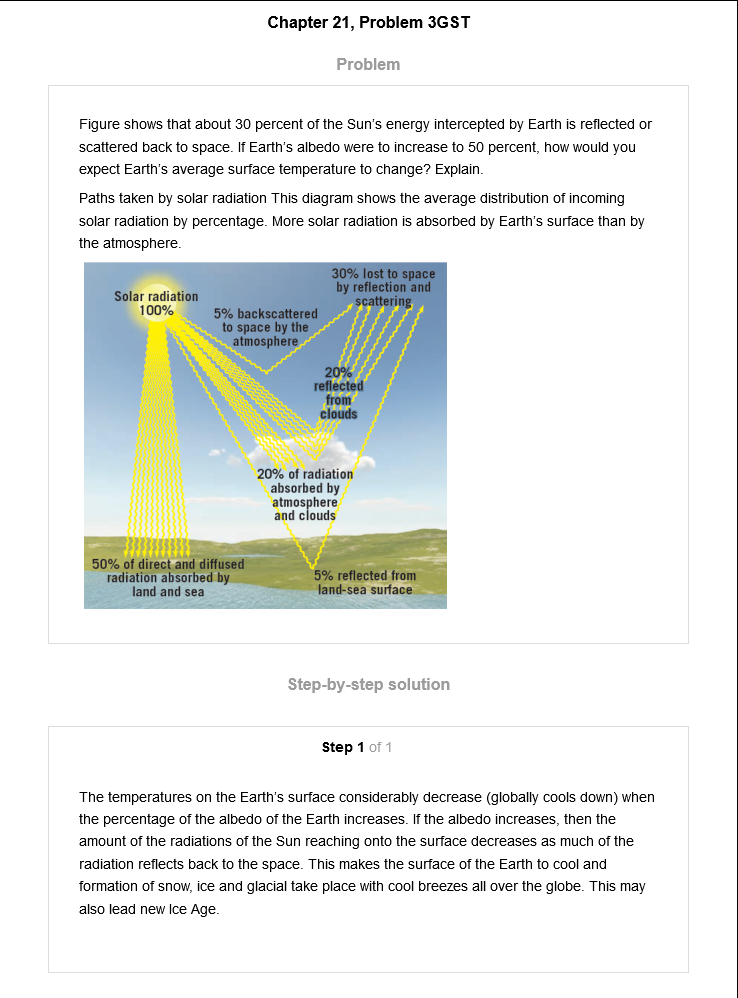 Chapter 21, Problem 3GST
Problem
Figure shows that about 30 percent of the Sun's energy intercepted by Earth is reflected or
scattered back to space. If Earth's albedo were to increase to 50 percent, how would you
expect Earth's average surface temperature to change? Explain.
Paths taken by solar radiation This diagram shows the average distribution of incoming
solar radiation by percentage. More solar radiation is absorbed by Earth's surface than by
the atmosphere.
30% lost to space
by reflection and
scattering
Solar radiation
100%
5% backscattered
to space by the
atmosphere
20%
reflected
from
clouds
20% of radiation
absorbed by
atmosphere
and clouds
50% of direct and diffused
radiation absorbed by
land and sea
5% reflected from
land-sea surface
Step-by-step solution
Step 1 of 1
The temperatures on the Earth's surface considerably decrease (globally cools down) when
the percentage of the albedo of the Earth increases. If the albedo increases, then the
amount of the radiations of the Sun reaching onto the surface decreases as much of the
radiation reflects back to the space. This makes the surface of the Earth to cool and
formation of snow, ice and glacial take place with cool breezes all over the globe. This may
also lead new Ice Age.